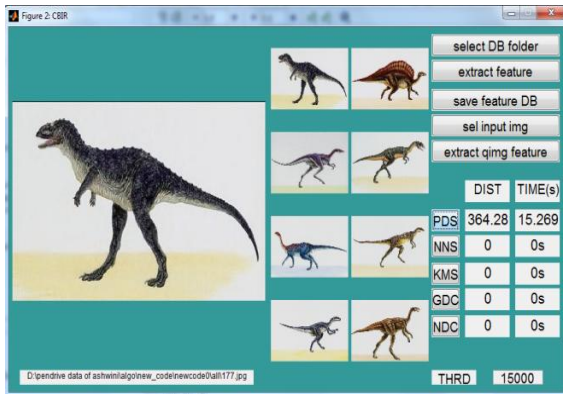 Figure 2: CBIR
select DB folder
extract feature
save feature DB
sel input img
extract qimg feature
DIST TIME(s)
PDS 364.28 15.269
NNS 0 0s
KMS 0 0s
GDC 0 0s
NDC 0 0s
D:\pendrive data of ashwini\algo\new_code\newcode0\all\177.jpg
THRD 15000